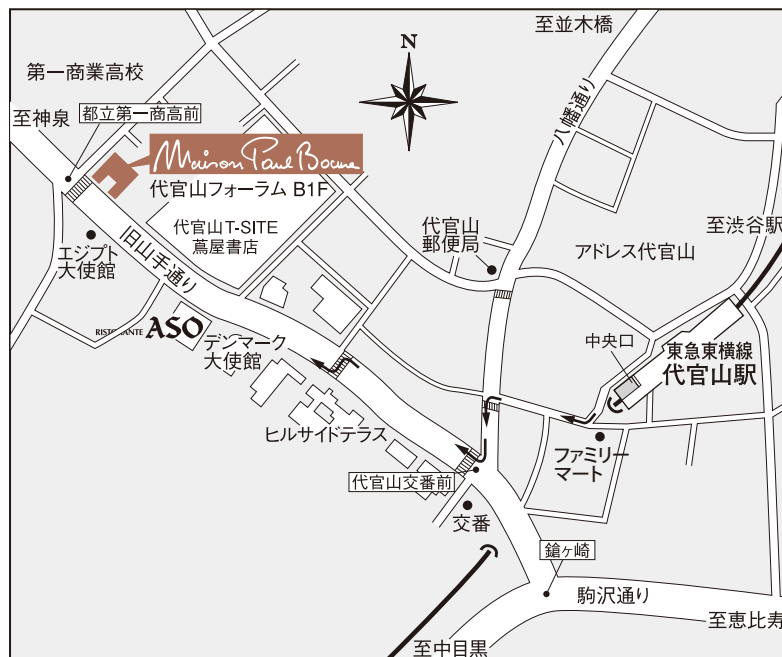 至並木橋
N
第一商業高校
八幡通り
都立第一商高前
至神泉
Maison Paul Bocuse
代官山フォーラム B1F
代官山T-SITE
蔦屋書店
代官山
郵便局
至渋谷駅
アドレス代官山
エジプト
大使館
旧山手通り
RISTORANTE ASO
デンマーク
大使館
中央口
東急東横線
代官山駅
ヒルサイドテラス
ファミリー
マート
代官山交番前
交番
鎗ヶ崎
駒沢通り
至恵比寿
至中目黒